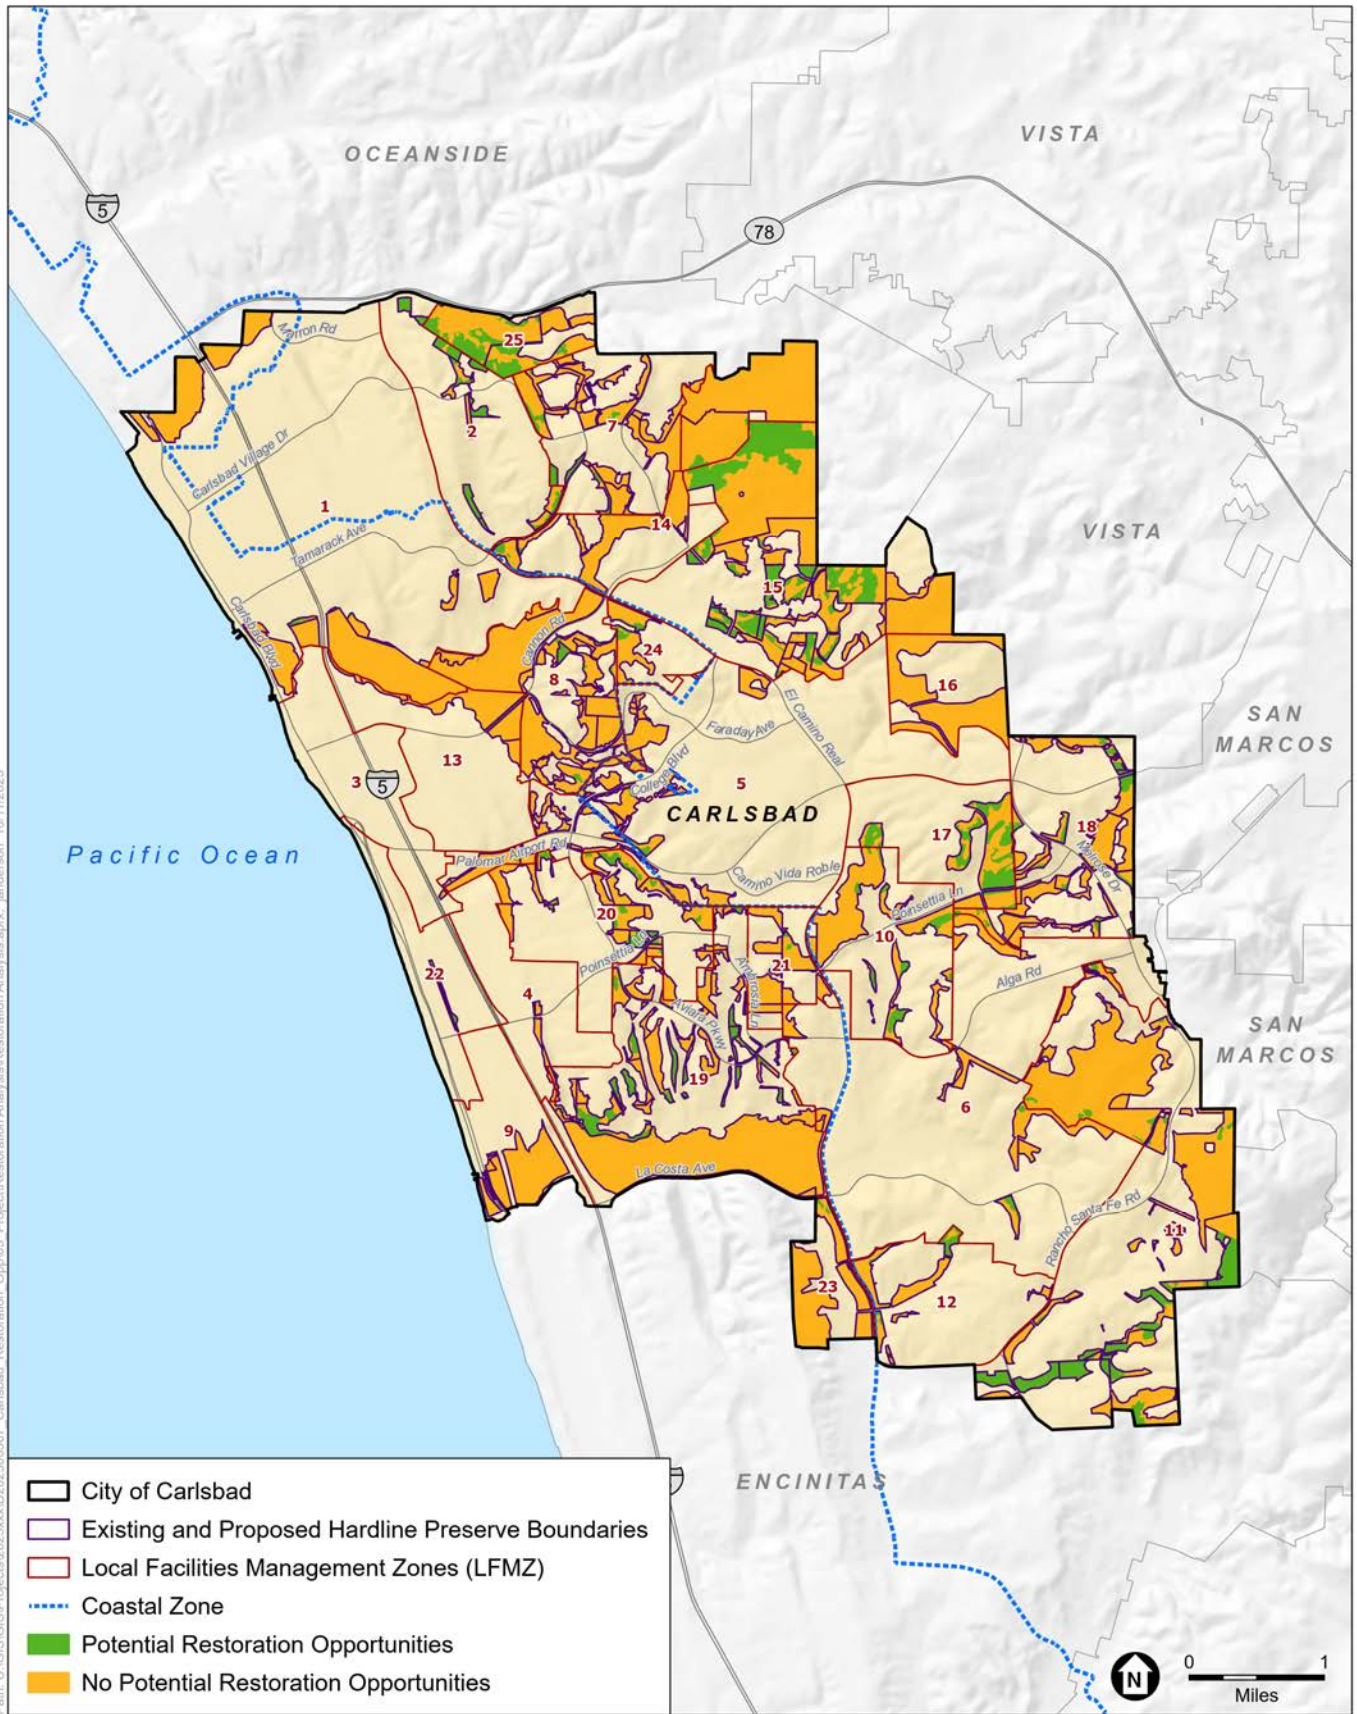 OCEANSIDE
VISTA
5
78
Marron Rd
25
2
7
Carlsbad Village Dr
1
14
VISTA
Tamarack Ave
15
Carlsbad Blvd
Cannon Rd
24
8
16
El Camino Real
Faraday Ave
SAN
MARCOS
13
3
5
College Blvd
5
CARLSBAD
17
18
Melrose Dr
Pacific Ocean
Palomar Airport Rd
Camino Vida Roble
Poinsettia Ln
20
10
Poinsettia Ln
21
Ambrosia Ln
Alga Rd
22
4
Aviara Pkwy
SAN
MARCOS
19
6
9
La Costa Ave
Rancho Santa Fe Rd
11
23
12
ENCINITAS
City of Carlsbad
Existing and Proposed Hardline Preserve Boundaries
Local Facilities Management Zones (LFMZ)
Coastal Zone
Potential Restoration Opportunities
No Potential Restoration Opportunities
N
0 1
Miles